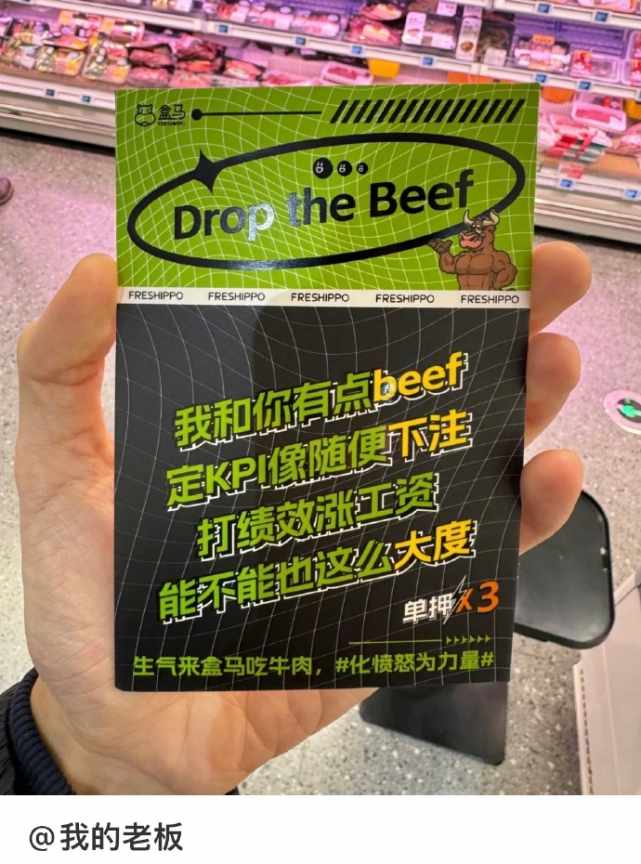 盒马
Drop the Beef
FRESHIPPO FRESHIPPO FRESHIPPO FRESHIPPO FRESHIPPO
我和你有点beef
定KPI像随便下注
打绩效涨工资
能不能也这么大度
单押X3
生气来盒马吃牛肉，#化愤怒为力量#
@我的老板